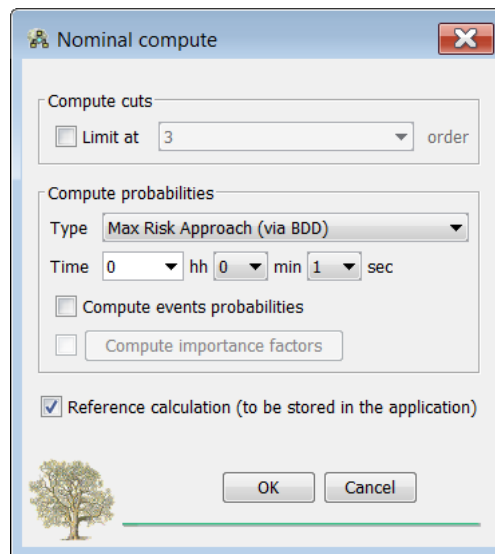 Nominal compute
Compute cuts
Limit at 3 order
Compute probabilities
Type Max Risk Approach (via BDD)
Time 0 hh 0 min 1 sec
Compute events probabilities
Compute importance factors
Reference calculation (to be stored in the application)
OK Cancel